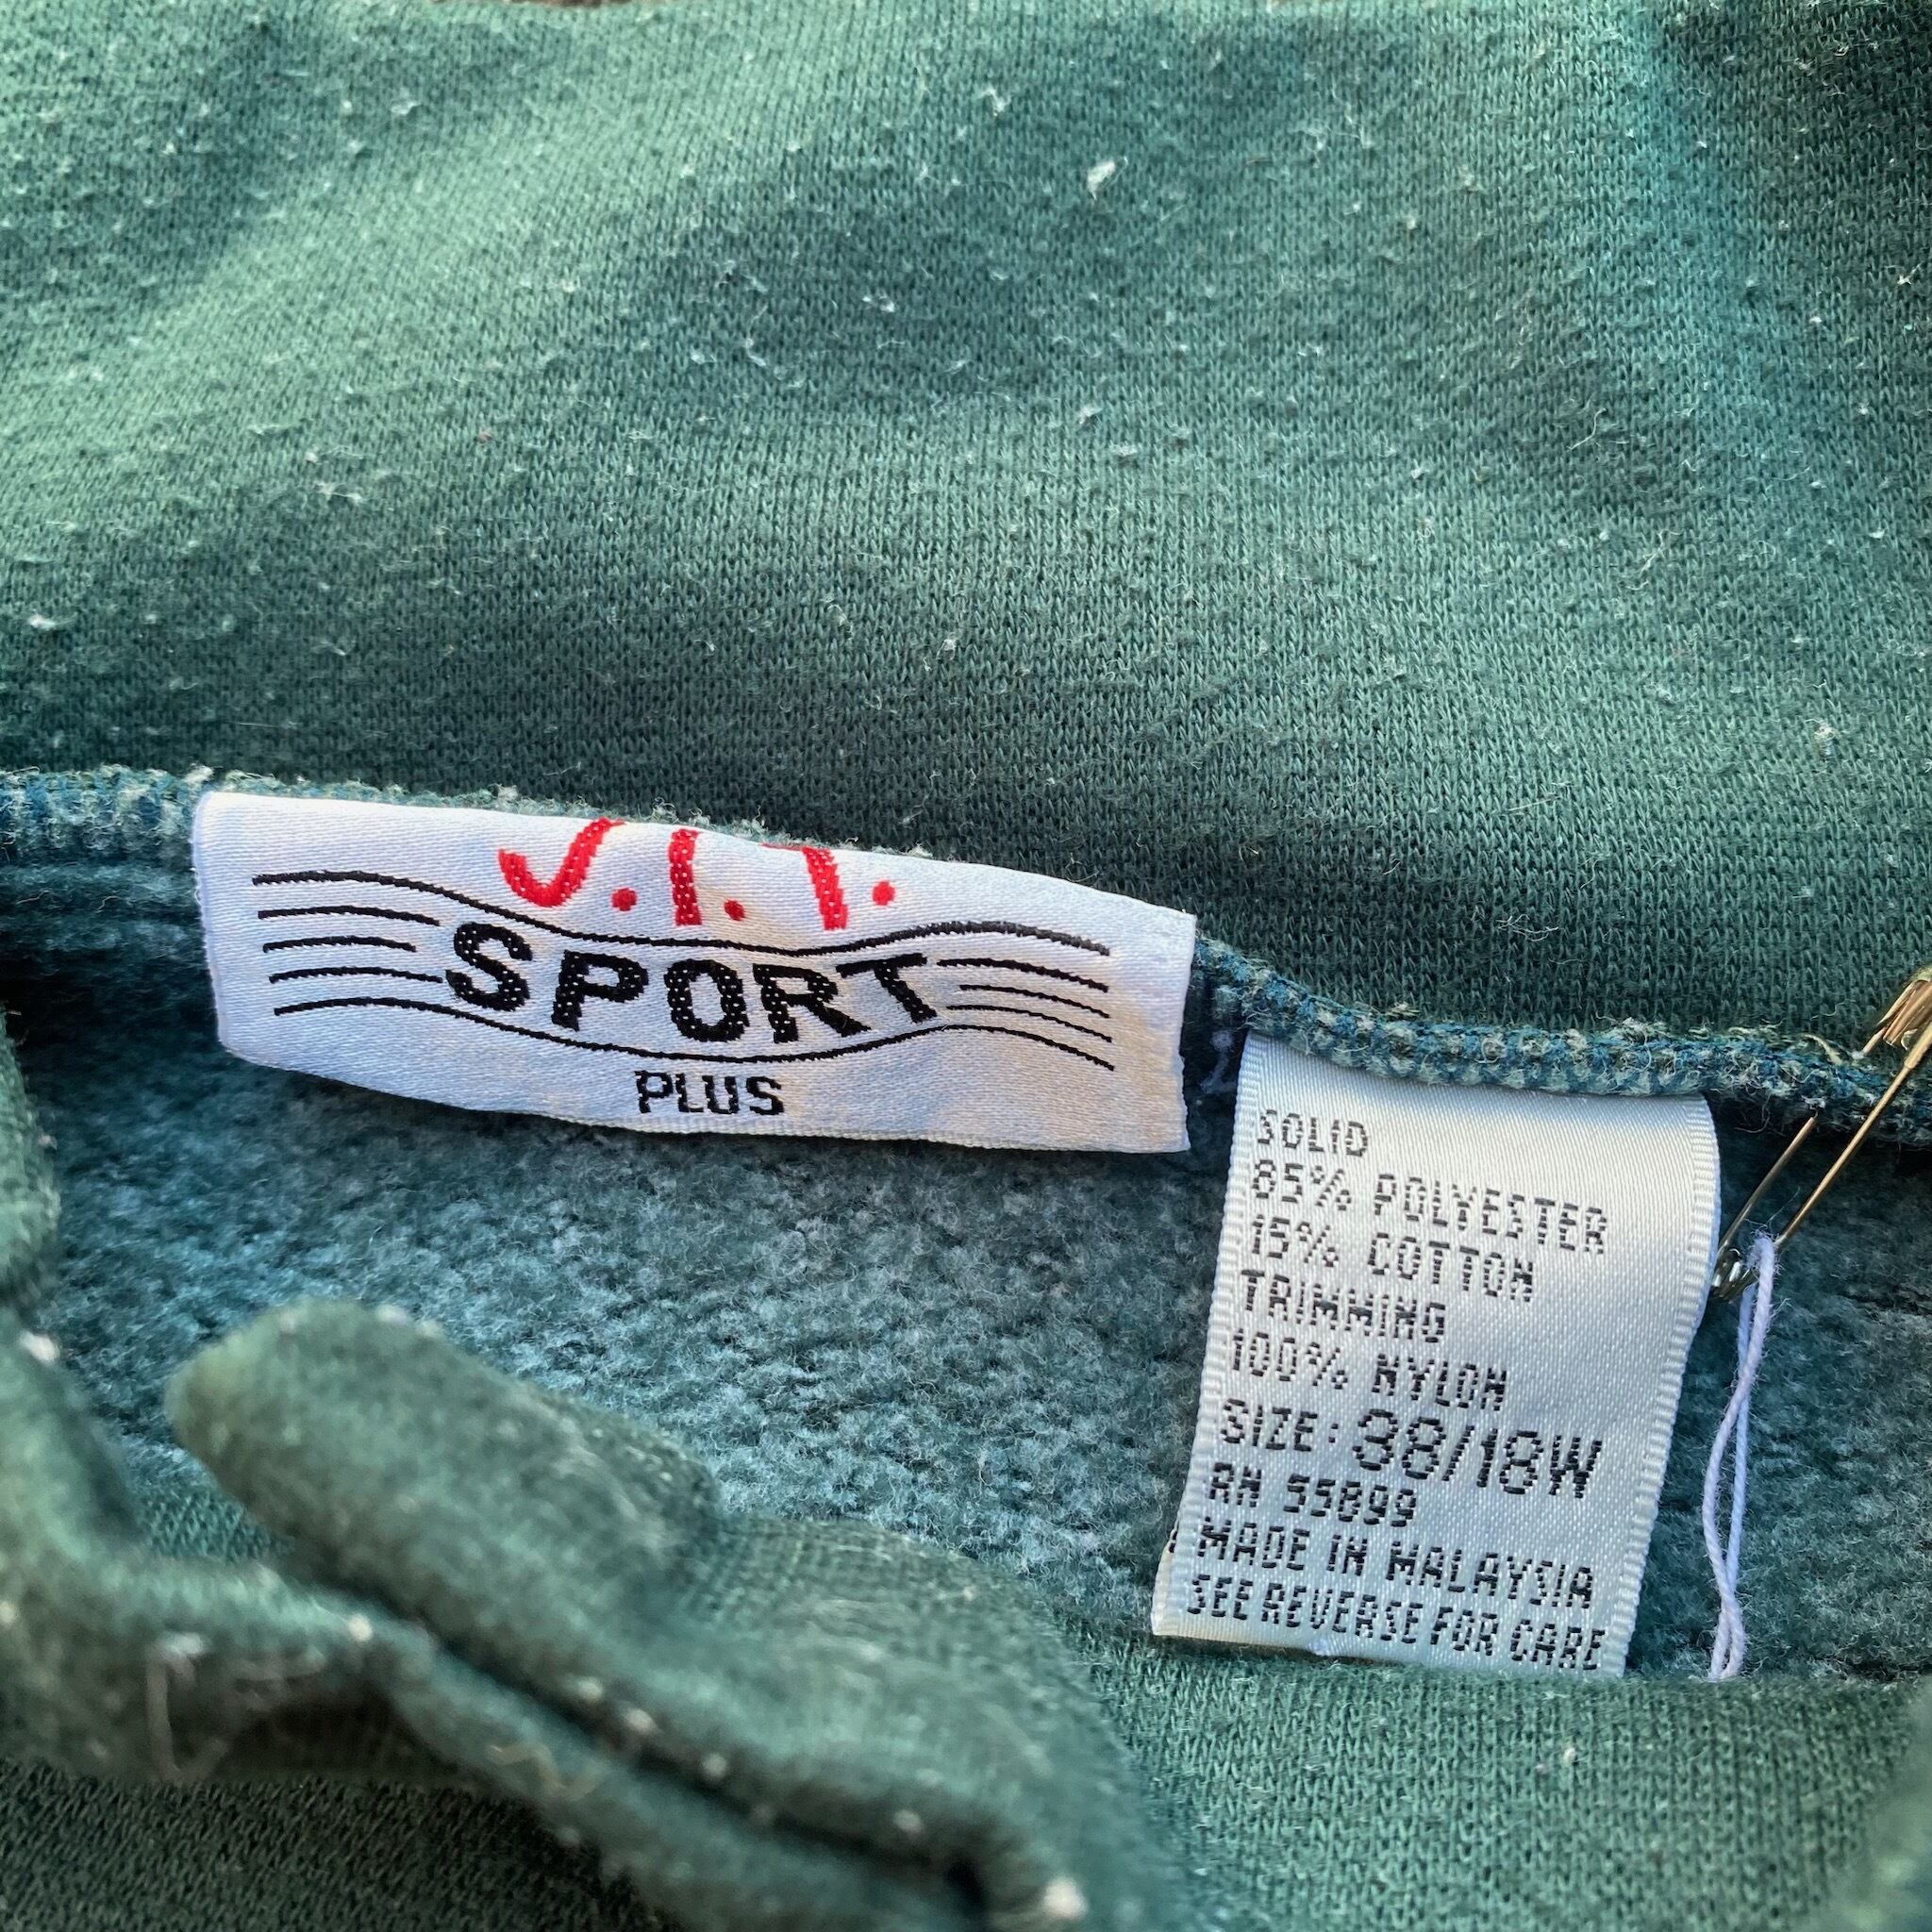 J.I.T.
SPORT
PLUS
SOLID
85% POLYESTER
15% COTTON
TRIMMING
100% NYLON
SIZE: 38/18W
RN 55899
MADE IN MALAYSIA
SEE REVERSE FOR CARE